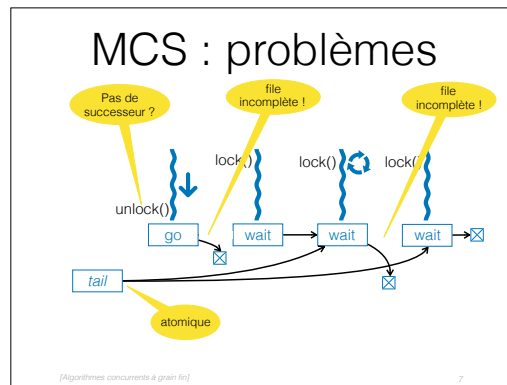 MCS : problèmes
Pas de
successeur ?
file
incomplète !
file
incomplète !
lock()
lock()
lock()
unlock()
go
wait
wait
wait
tail
atomique
[Algorithmes concurrents à grain fin]
7